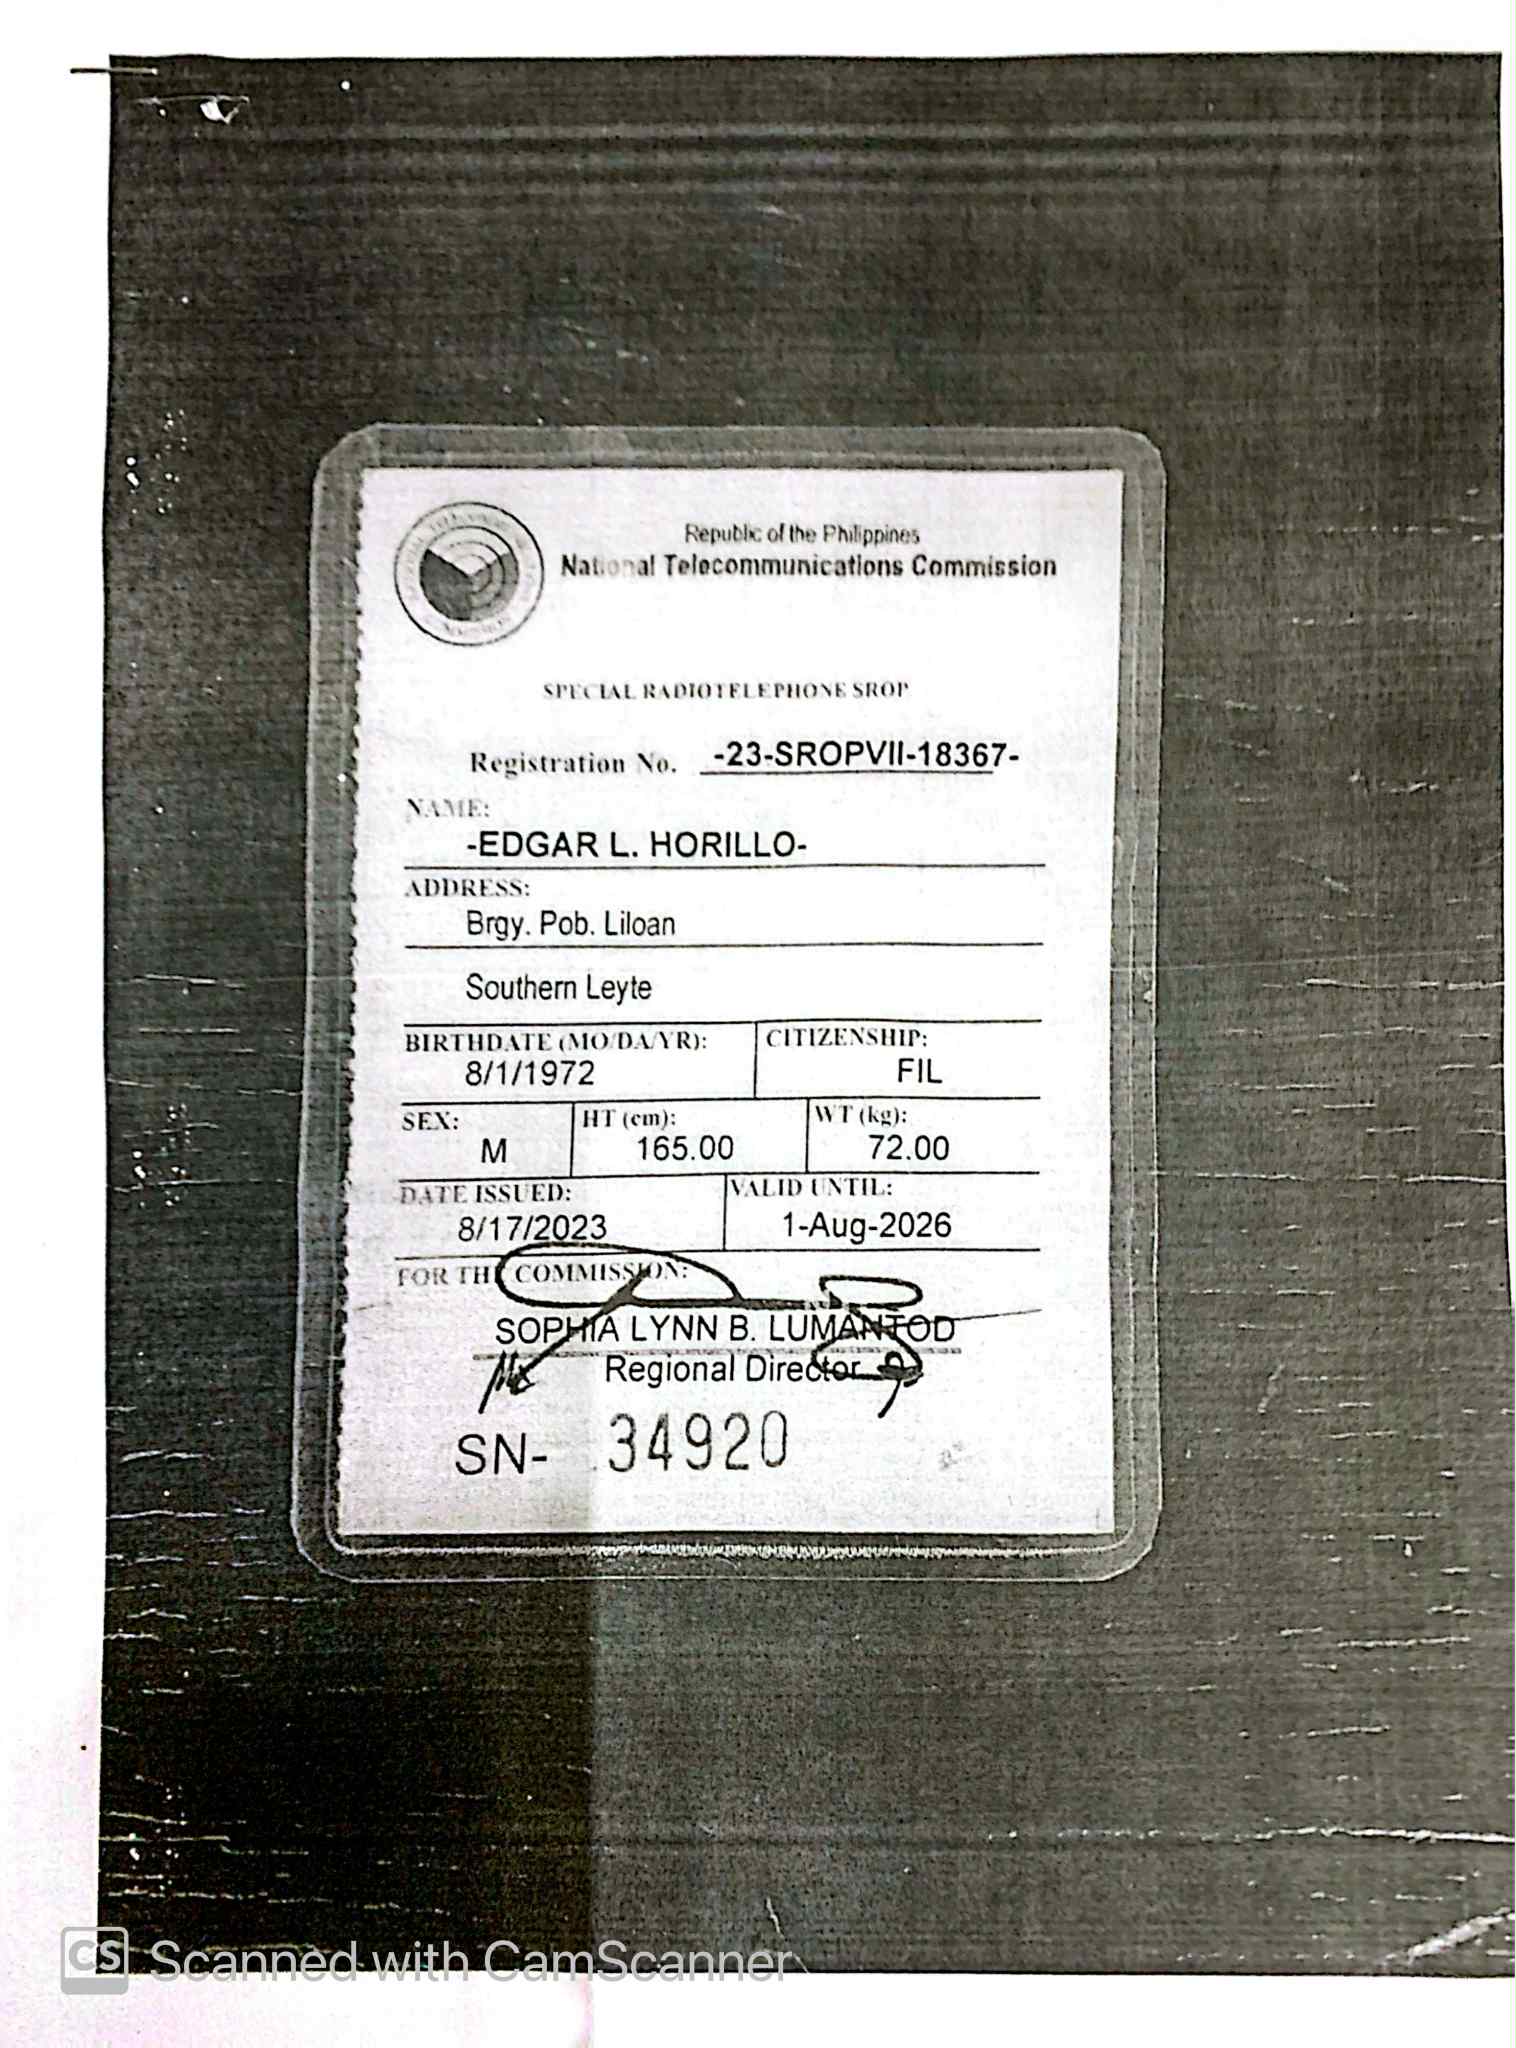 Republic of the Philippines
National Telecommunications Commission
SPECIAL RADIOTELEPHONE SROP
Registration No. -23-SROPVII-18367-
NAME:
-EDGAR L. HORILLO-
ADDRESS:
Brgy. Pob. Liloan
Southern Leyte
BIRTHDATE (MO/DA/YR): CITIZENSHIP:
8/1/1972 FIL
SEX: HT (cm): WT (kg):
M 165.00 72.00
DATE ISSUED: VALID UNTIL:
8/17/2023 1-Aug-2026
FOR THE COMMISSION:
SOPHIA LYNN B. LUMANTOD
Regional Director
SN- 34920
CS Scanned with CamScanner